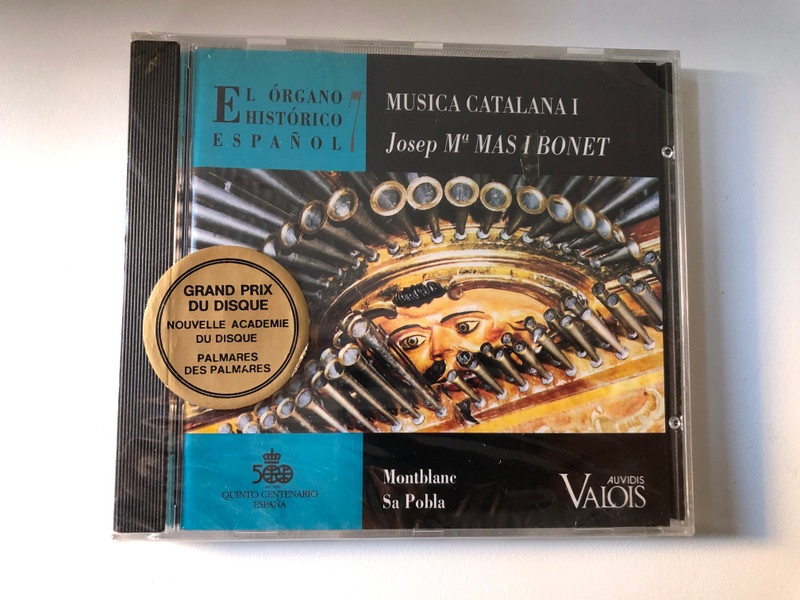 EL ÓRGANO
HISTÓRICO
ESPAÑOL
7
MUSICA CATALANA I
Josep Mª MAS I BONET
GRAND PRIX
DU DISQUE
NOUVELLE ACADEMIE
DU DISQUE
PALMARES
DES PALMARES
500
QUINTO CENTENARIO
ESPAÑA
Montblanc
Sa Pobla
AUVIDIS
VALOIS